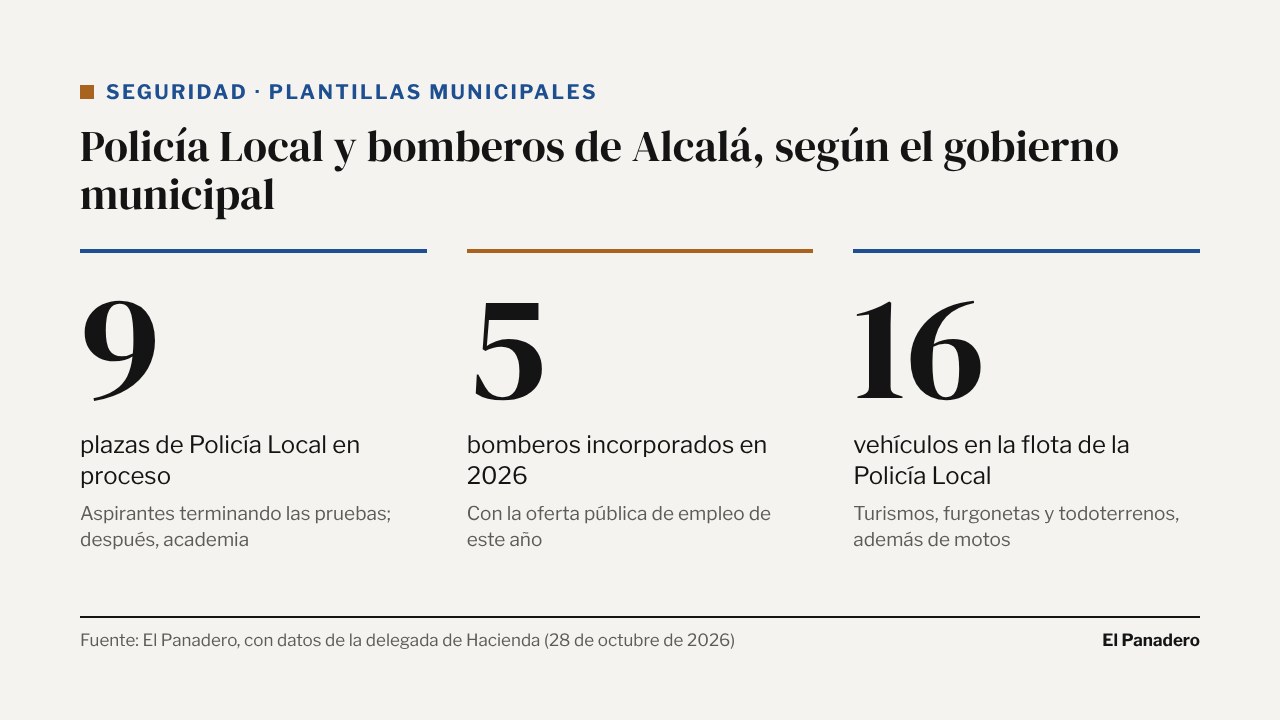 SEGURIDAD · PLANTILLAS MUNICIPALES
Policía Local y bomberos de Alcalá, según el gobierno
municipal
9
plazas de Policía Local en
proceso
Aspirantes terminando las pruebas;
después, academia
5
bomberos incorporados en
2026
Con la oferta pública de empleo de
este año
16
vehículos en la flota de la
Policía Local
Turismos, furgonetas y todoterrenos,
además de motos
Fuente: El Panadero, con datos de la delegada de Hacienda (28 de octubre de 2026)
El Panadero